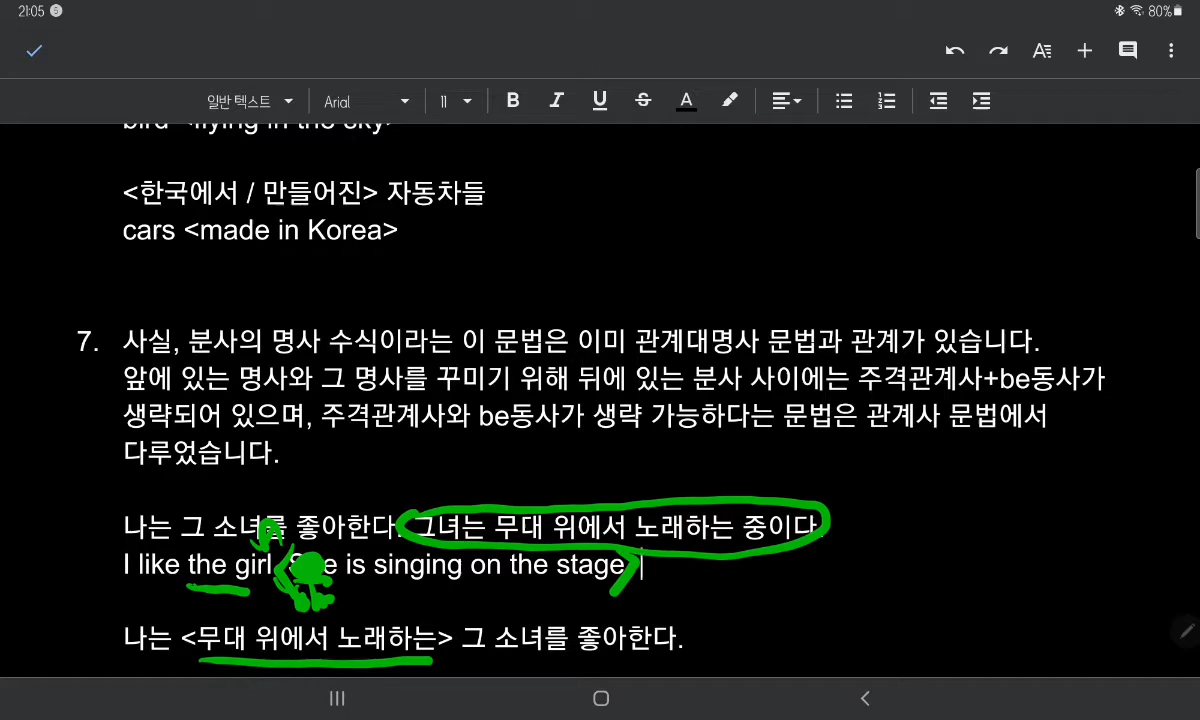 21:05
80%
일반 텍스트 Arial 11 B I U S A
bird <flying in the sky>
<한국에서 / 만들어진> 자동차들
cars <made in Korea>
7. 사실, 분사의 명사 수식이라는 이 문법은 이미 관계대명사 문법과 관계가 있습니다.
앞에 있는 명사와 그 명사를 꾸미기 위해 뒤에 있는 분사 사이에는 주격관계사+be동사가
생략되어 있으며, 주격관계사와 be동사가 생략 가능하다는 문법은 관계사 문법에서
다루었습니다.
나는 그 소녀를 좋아한다. 그녀는 무대 위에서 노래하는 중이다.
I like the girl. She is singing on the stage
나는 <무대 위에서 노래하는> 그 소녀를 좋아한다.